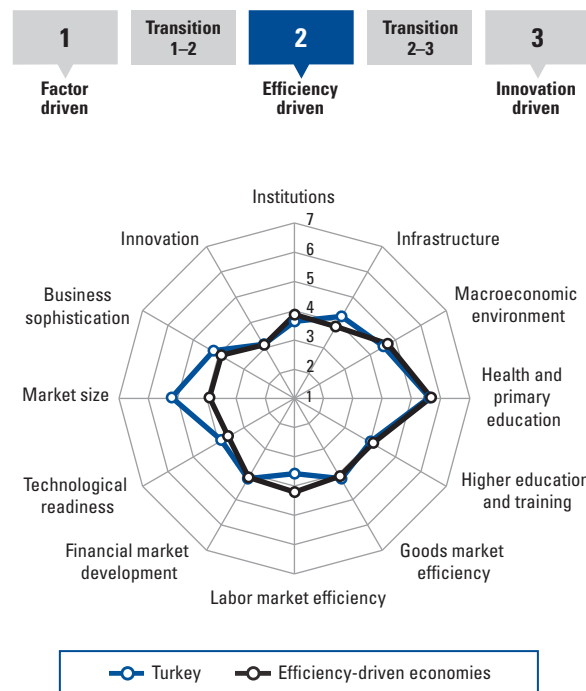 1
Transition
1–2
2
Transition
2–3
3
Factor
driven
Efficiency
driven
Innovation
driven
Institutions
7
Innovation
Infrastructure
6
5
Business
sophistication
Macroeconomic
environment
4
3
2
Market size
1
Health and
primary
education
Technological
readiness
Higher education
and training
Financial market
development
Goods market
efficiency
Labor market efficiency
Turkey
Efficiency-driven economies